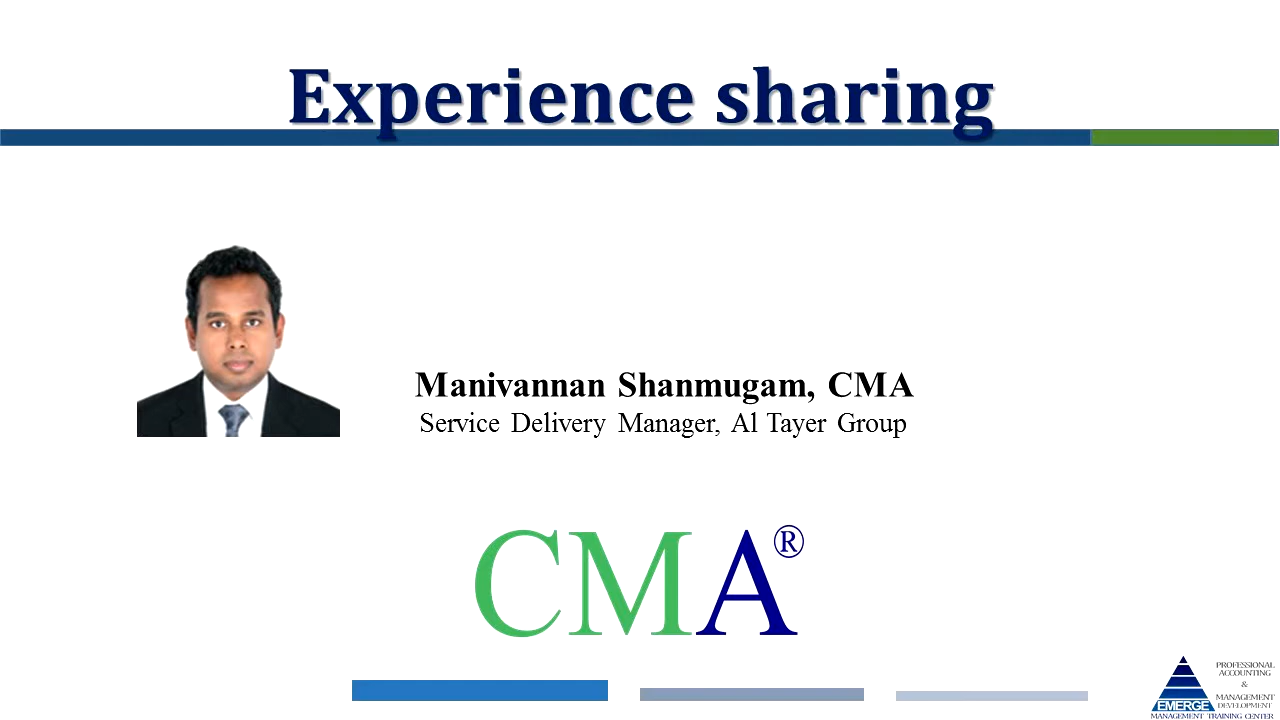 Experience sharing
Manivannan Shanmugam, CMA
Service Delivery Manager, Al Tayer Group
CMA®
PROFESSIONAL
ACCOUNTING
&
MANAGEMENT
DEVELOPMENT
EMERGE
MANAGEMENT TRAINING CENTER